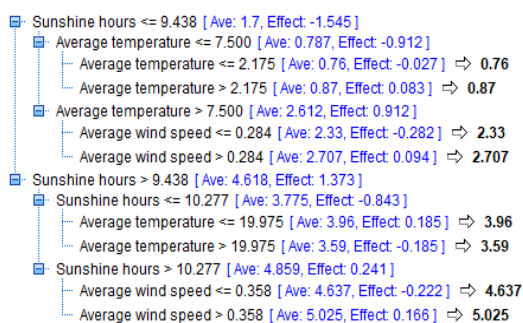 Sunshine hours <= 9.438 [ Ave: 1.7, Effect: -1.545 ]
Average temperature <= 7.500 [ Ave: 0.787, Effect: -0.912 ]
Average temperature <= 2.175 [ Ave: 0.76, Effect: -0.027 ] ⇨ 0.76
Average temperature > 2.175 [ Ave: 0.87, Effect: 0.083 ] ⇨ 0.87
Average temperature > 7.500 [ Ave: 2.612, Effect: 0.912 ]
Average wind speed <= 0.284 [ Ave: 2.33, Effect: -0.282 ] ⇨ 2.33
Average wind speed > 0.284 [ Ave: 2.707, Effect: 0.094 ] ⇨ 2.707
Sunshine hours > 9.438 [ Ave: 4.618, Effect: 1.373 ]
Sunshine hours <= 10.277 [ Ave: 3.775, Effect: -0.843 ]
Average temperature <= 19.975 [ Ave: 3.96, Effect: 0.185 ] ⇨ 3.96
Average temperature > 19.975 [ Ave: 3.59, Effect: -0.185 ] ⇨ 3.59
Sunshine hours > 10.277 [ Ave: 4.859, Effect: 0.241 ]
Average wind speed <= 0.358 [ Ave: 4.637, Effect: -0.222 ] ⇨ 4.637
Average wind speed > 0.358 [ Ave: 5.025, Effect: 0.166 ] ⇨ 5.025